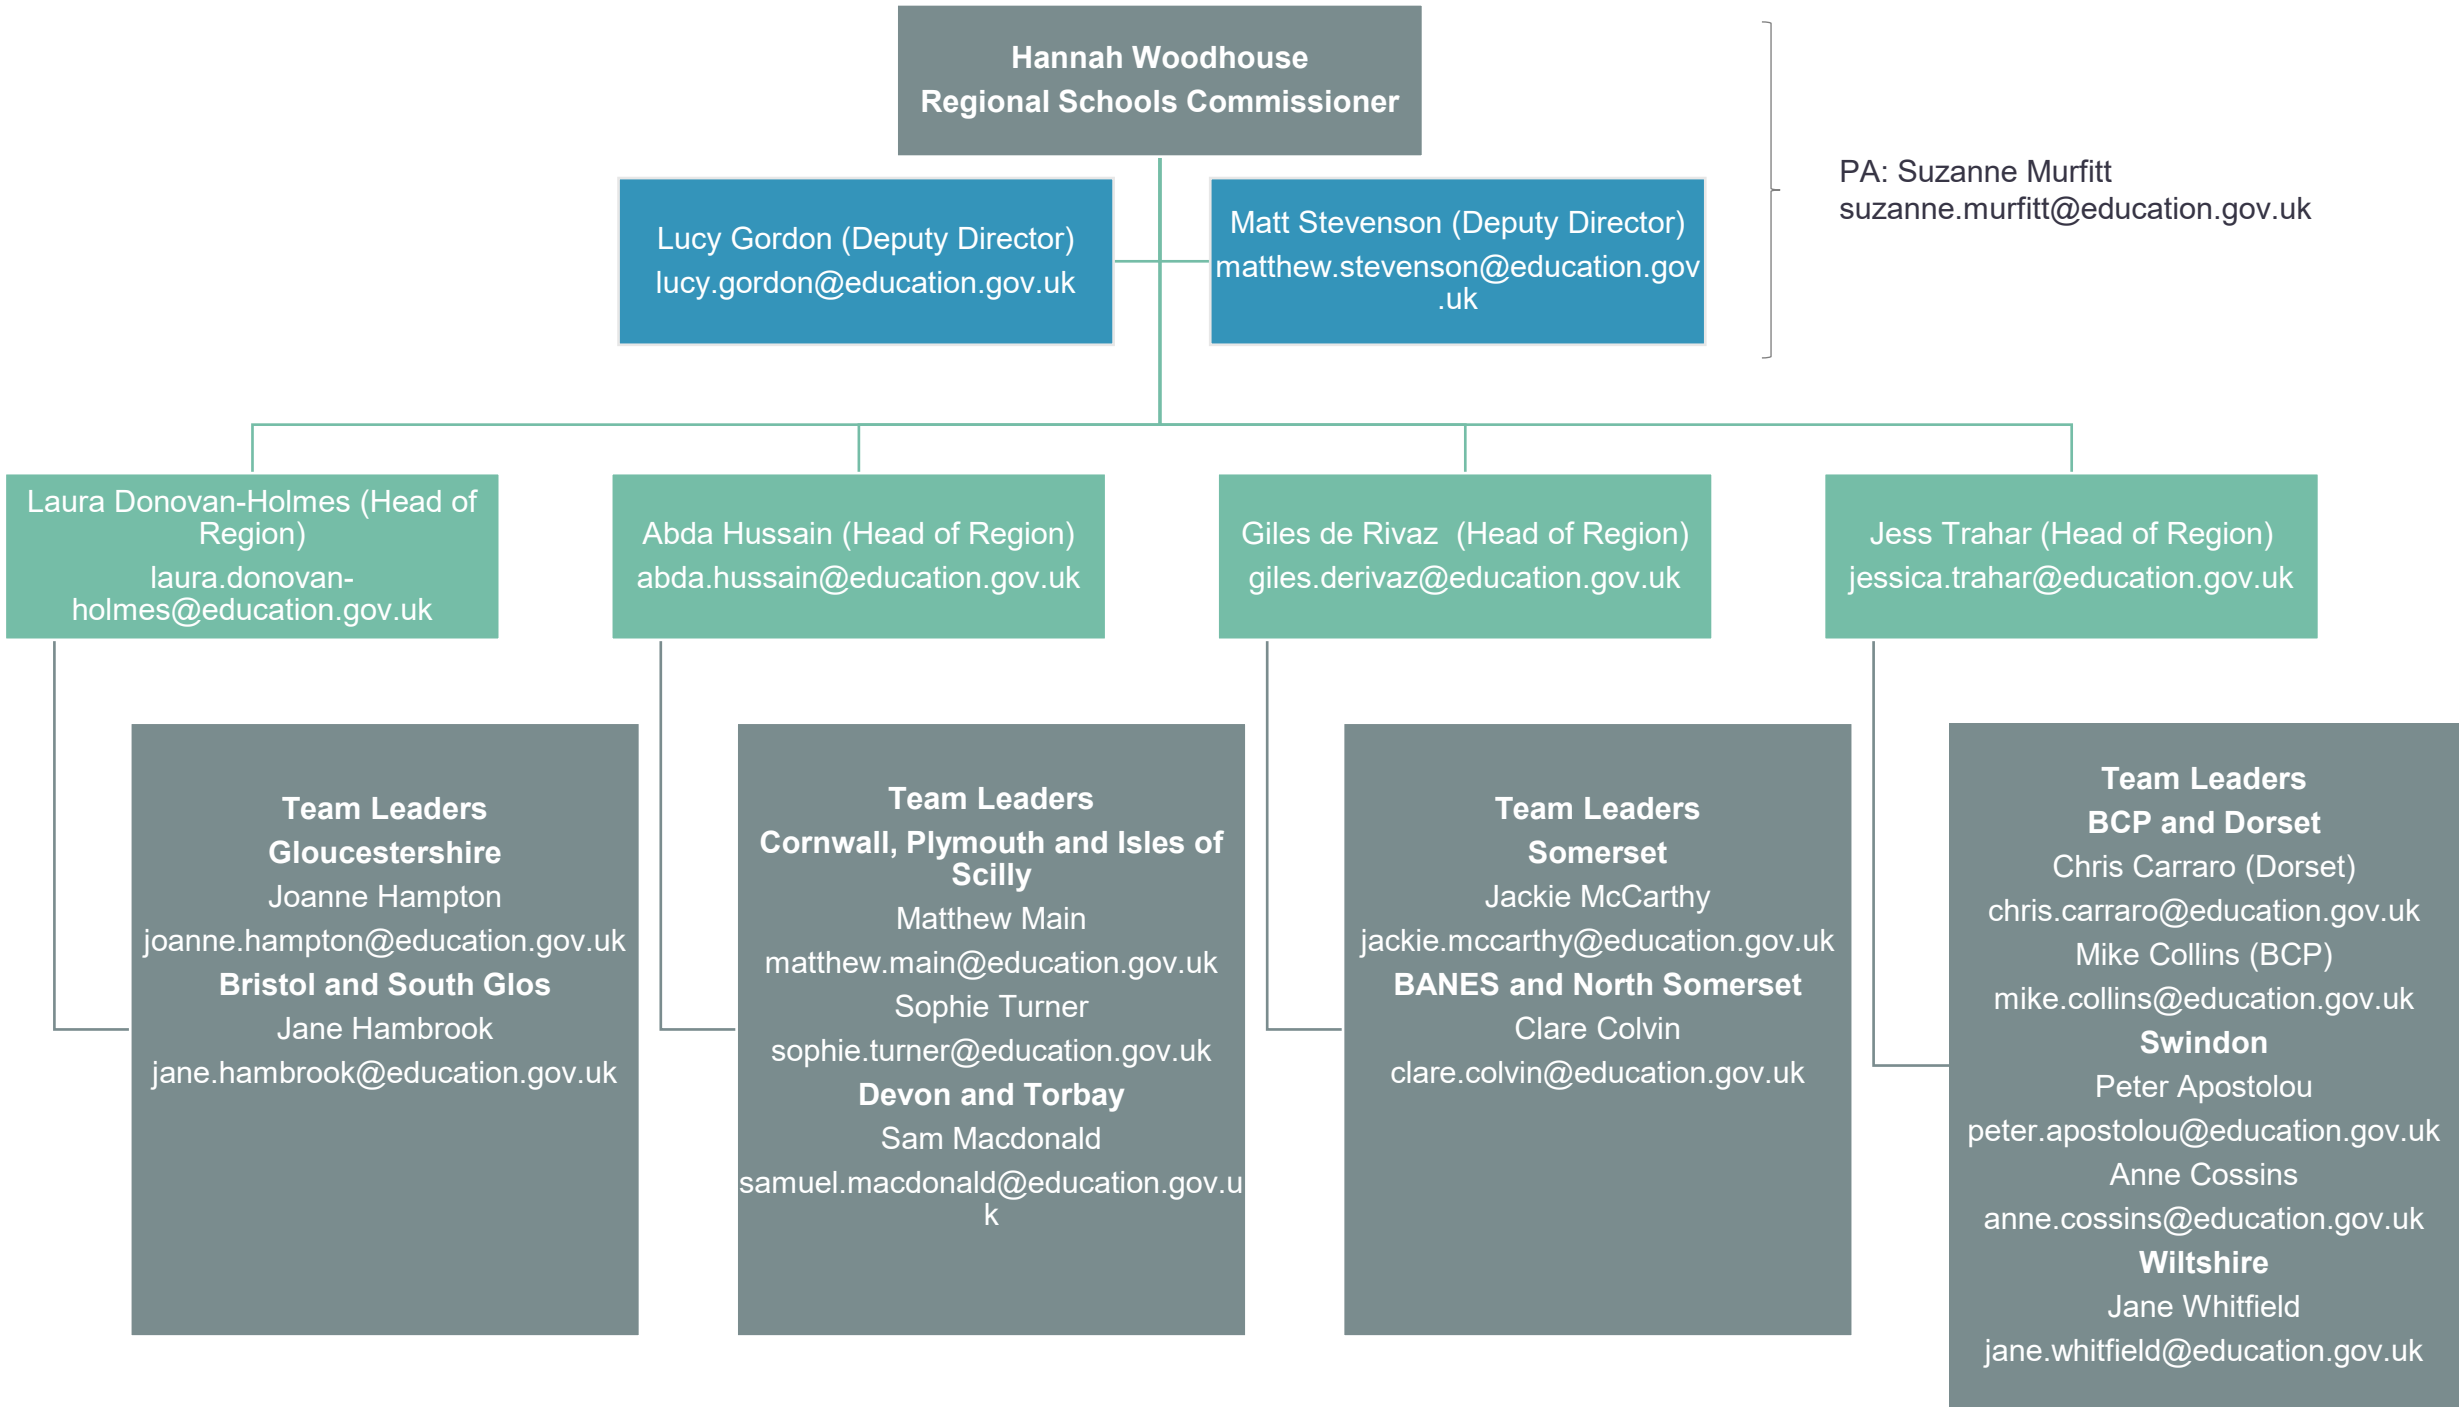 Hannah Woodhouse
Regional Schools Commissioner
PA: Suzanne Murfitt
suzanne.murfitt@education.gov.uk
Lucy Gordon (Deputy Director)
lucy.gordon@education.gov.uk
Matt Stevenson (Deputy Director)
matthew.stevenson@education.gov
.uk
Laura Donovan-Holmes (Head of
Region)
laura.donovan-
holmes@education.gov.uk
Abda Hussain (Head of Region)
abda.hussain@education.gov.uk
Giles de Rivaz  (Head of Region)
giles.derivaz@education.gov.uk
Jess Trahar (Head of Region)
jessica.trahar@education.gov.uk
Team Leaders
Gloucestershire
Joanne Hampton
joanne.hampton@education.gov.uk
Bristol and South Glos
Jane Hambrook
jane.hambrook@education.gov.uk
Team Leaders
Cornwall, Plymouth and Isles of
Scilly
Matthew Main
matthew.main@education.gov.uk
Sophie Turner
sophie.turner@education.gov.uk
Devon and Torbay
Sam Macdonald
samuel.macdonald@education.gov.u
k
Team Leaders
Somerset
Jackie McCarthy
jackie.mccarthy@education.gov.uk
BANES and North Somerset
Clare Colvin
clare.colvin@education.gov.uk
Team Leaders
BCP and Dorset
Chris Carraro (Dorset)
chris.carraro@education.gov.uk
Mike Collins (BCP)
mike.collins@education.gov.uk
Swindon
Peter Apostolou
peter.apostolou@education.gov.uk
Anne Cossins
anne.cossins@education.gov.uk
Wiltshire
Jane Whitfield
jane.whitfield@education.gov.uk